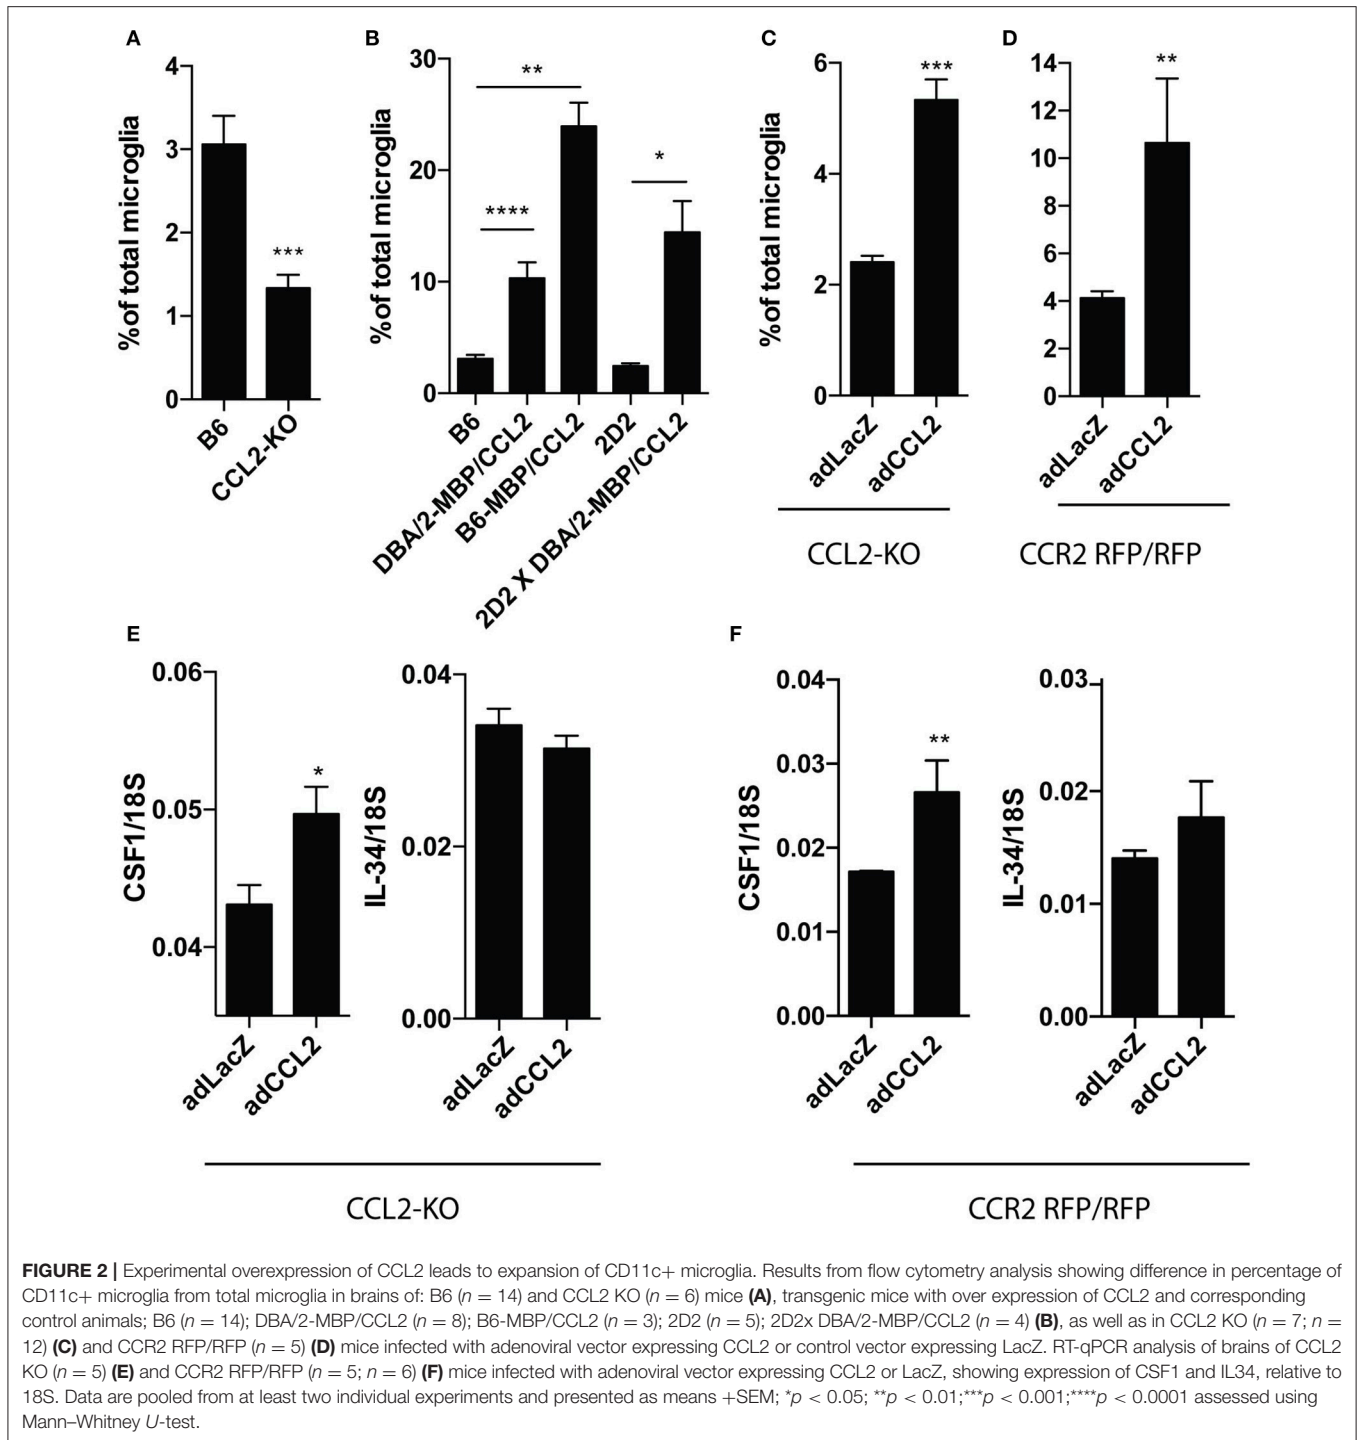 A
B
C
D
% of total microglia
4
3
2
1
0
***
B6
CCL2-KO
% of total microglia
30
20
10
0
**
****
*
B6
DBA/2-MBP/CCL2
B6-MBP/CCL2
2D2
2D2 X DBA/2-MBP/CCL2
% of total microglia
6
4
2
0
***
adLacZ
adCCL2
CCL2-KO
14
12
10
8
6
4
2
0
**
adLacZ
adCCL2
CCR2 RFP/RFP
E
F
CSF1/18S
0.06
0.05
0.04
*
adLacZ
adCCL2
IL-34/18S
0.04
0.02
0.00
adLacZ
adCCL2
CCL2-KO
CSF1/18S
0.04
0.03
0.02
0.01
0.00
**
adLacZ
adCCL2
IL-34/18S
0.03
0.02
0.01
0.00
adLacZ
adCCL2
CCR2 RFP/RFP
FIGURE 2 | Experimental overexpression of CCL2 leads to expansion of CD11c+ microglia. Results from flow cytometry analysis showing difference in percentage of
CD11c+ microglia from total microglia in brains of: B6 (n = 14) and CCL2 KO (n = 6) mice (A), transgenic mice with over expression of CCL2 and corresponding
control animals; B6 (n = 14); DBA/2-MBP/CCL2 (n = 8); B6-MBP/CCL2 (n = 3); 2D2 (n = 5); 2D2x DBA/2-MBP/CCL2 (n = 4) (B), as well as in CCL2 KO (n = 7; n =
12) (C) and CCR2 RFP/RFP (n = 5) (D) mice infected with adenoviral vector expressing CCL2 or control vector expressing LacZ. RT-qPCR analysis of brains of CCL2
KO (n = 5) (E) and CCR2 RFP/RFP (n = 5; n = 6) (F) mice infected with adenoviral vector expressing CCL2 or LacZ, showing expression of CSF1 and IL34, relative to
18S. Data are pooled from at least two individual experiments and presented as means +SEM; *p < 0.05; **p < 0.01;***p < 0.001;****p < 0.0001 assessed using
Mann–Whitney U-test.